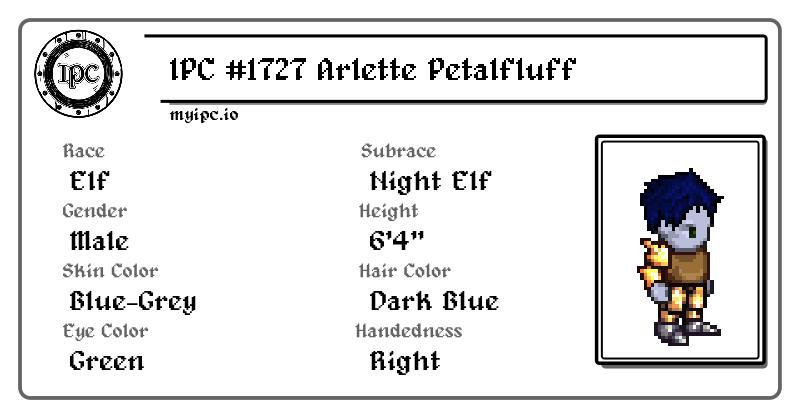 IPC
IPC #1727 Arlette Petalfluff
myipc.io
Race
Elf
Subrace
Night Elf
Gender
Male
Height
6'4"
Skin Color
Blue-Grey
Hair Color
Dark Blue
Eye Color
Green
Handedness
Right